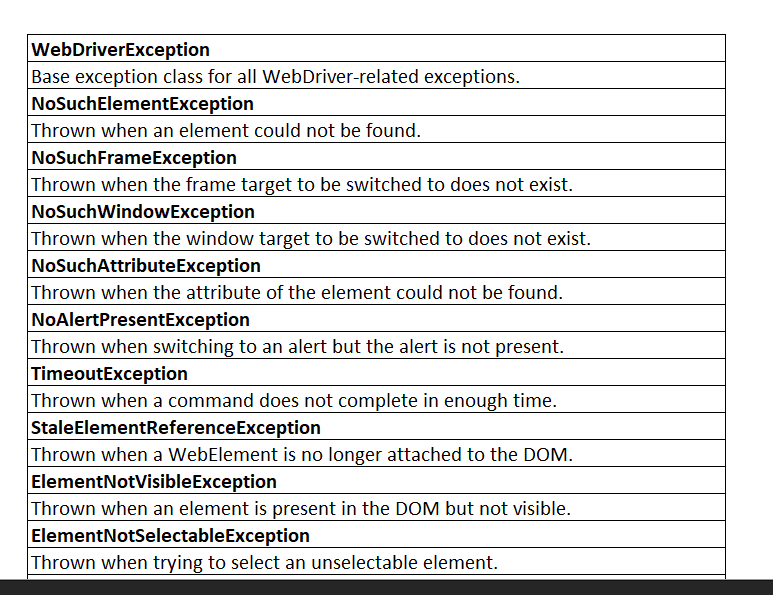 WebDriverException
Base exception class for all WebDriver-related exceptions.
NoSuchElementException
Thrown when an element could not be found.
NoSuchFrameException
Thrown when the frame target to be switched to does not exist.
NoSuchWindowException
Thrown when the window target to be switched to does not exist.
NoSuchAttributeException
Thrown when the attribute of the element could not be found.
NoAlertPresentException
Thrown when switching to an alert but the alert is not present.
TimeoutException
Thrown when a command does not complete in enough time.
StaleElementReferenceException
Thrown when a WebElement is no longer attached to the DOM.
ElementNotVisibleException
Thrown when an element is present in the DOM but not visible.
ElementNotSelectableException
Thrown when trying to select an unselectable element.